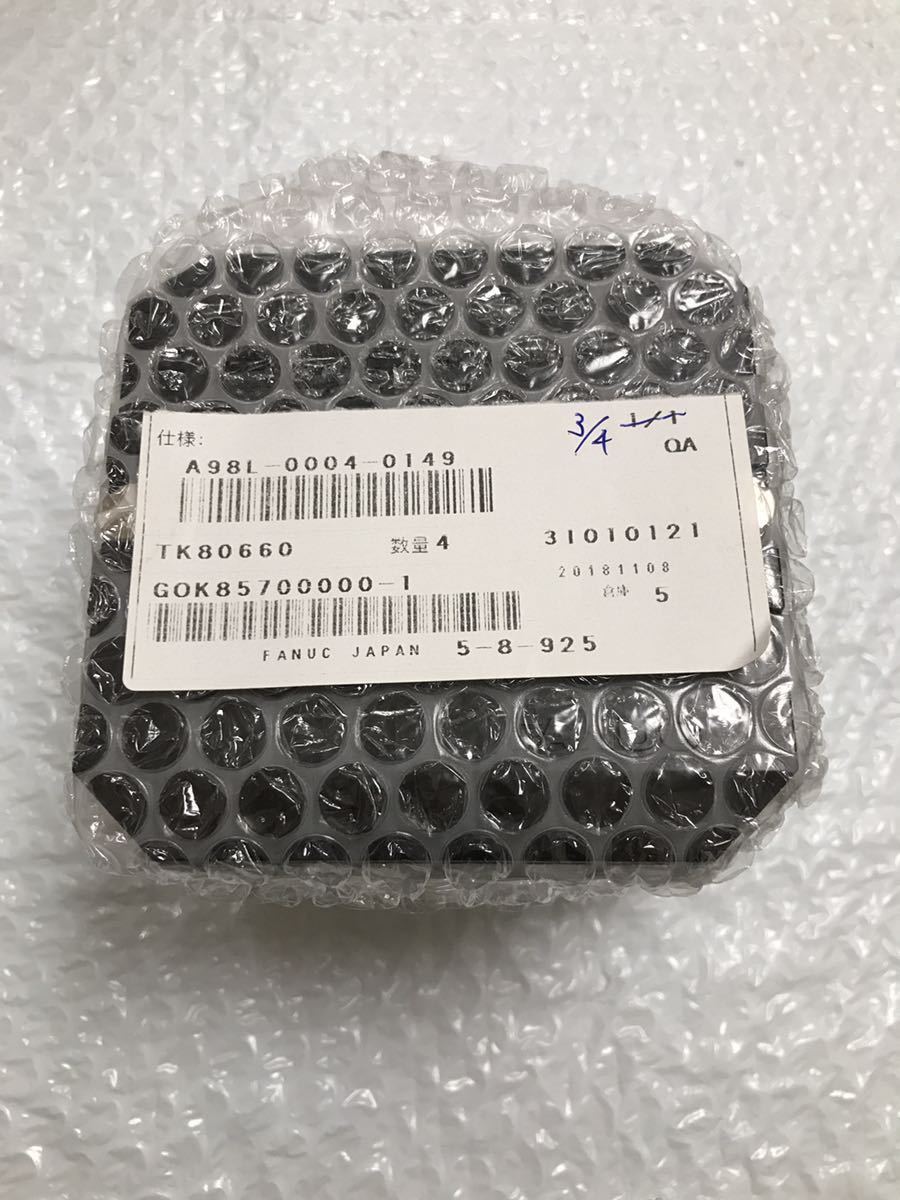 仕様: 3/4 1/1
QA
A98L-0004-0149
TK80660 数量4 31010121
GOK85700000-1 20181108
倉庫 5
FANUC JAPAN 5-8-925